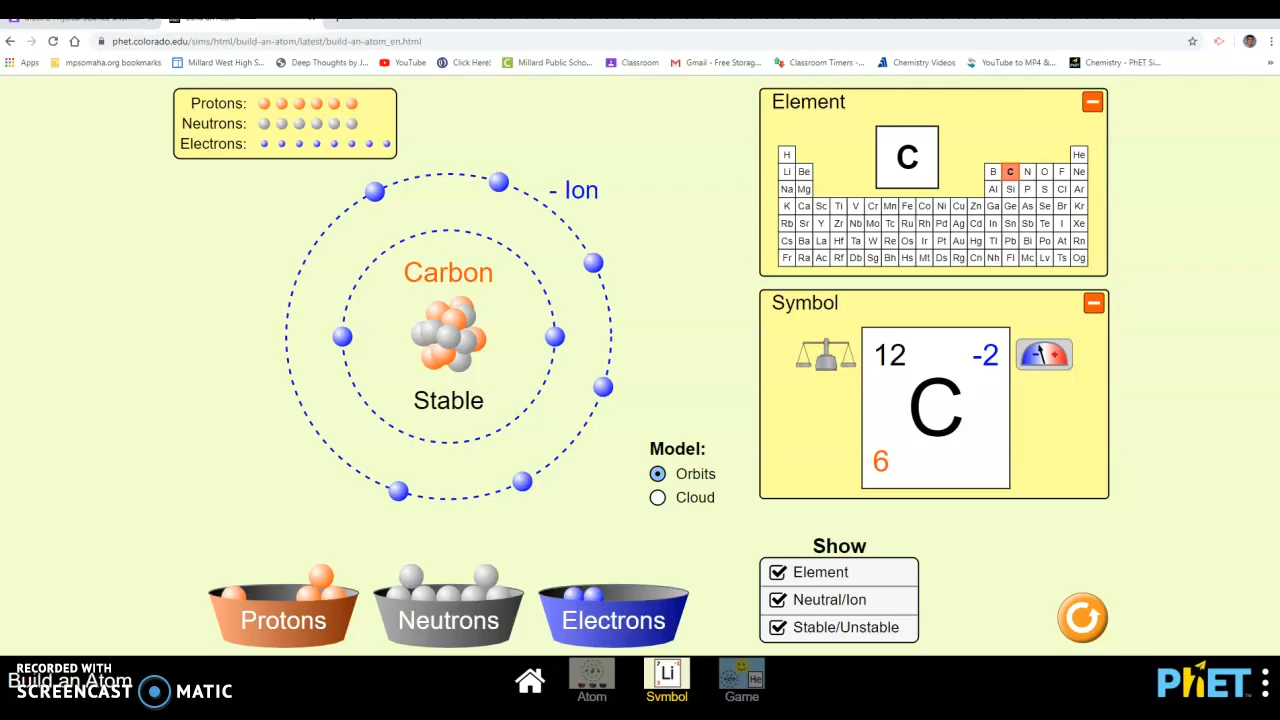 phet.colorado.edu/sims/html/build-an-atom/latest/build-an-atom_en.html
Apps mpsomaha.org bookmarks Millard West High S... Deep Thoughts by J... YouTube Click Here! Millard Public Scho... Classroom Gmail - Free Storag... Classroom Timers -... Chemistry Videos YouTube to MP4 &... Chemistry - PhET Si... »
Protons:
Neutrons:
Electrons:
- Ion
Carbon
Stable
Element
C
H He
Li Be B C N O F Ne
Na Mg Al Si P S Cl Ar
K Ca Sc Ti V Cr Mn Fe Co Ni Cu Zn Ga Ge As Se Br Kr
Rb Sr Y Zr Nb Mo Tc Ru Rh Pd Ag Cd In Sn Sb Te I Xe
Cs Ba La Hf Ta W Re Os Ir Pt Au Hg Tl Pb Bi Po At Rn
Fr Ra Ac Rf Db Sg Bh Hs Mt Ds Rg Cn Nh Fl Mc Lv Ts Og
Symbol
12 -2
C
6
- +
Model:
Orbits
Cloud
Show
Element
Neutral/Ion
Stable/Unstable
Protons Neutrons Electrons
RECORDED WITH
Build an Atom
SCREENCAST MATIC
Li
He
Atom Symbol Game
PhET